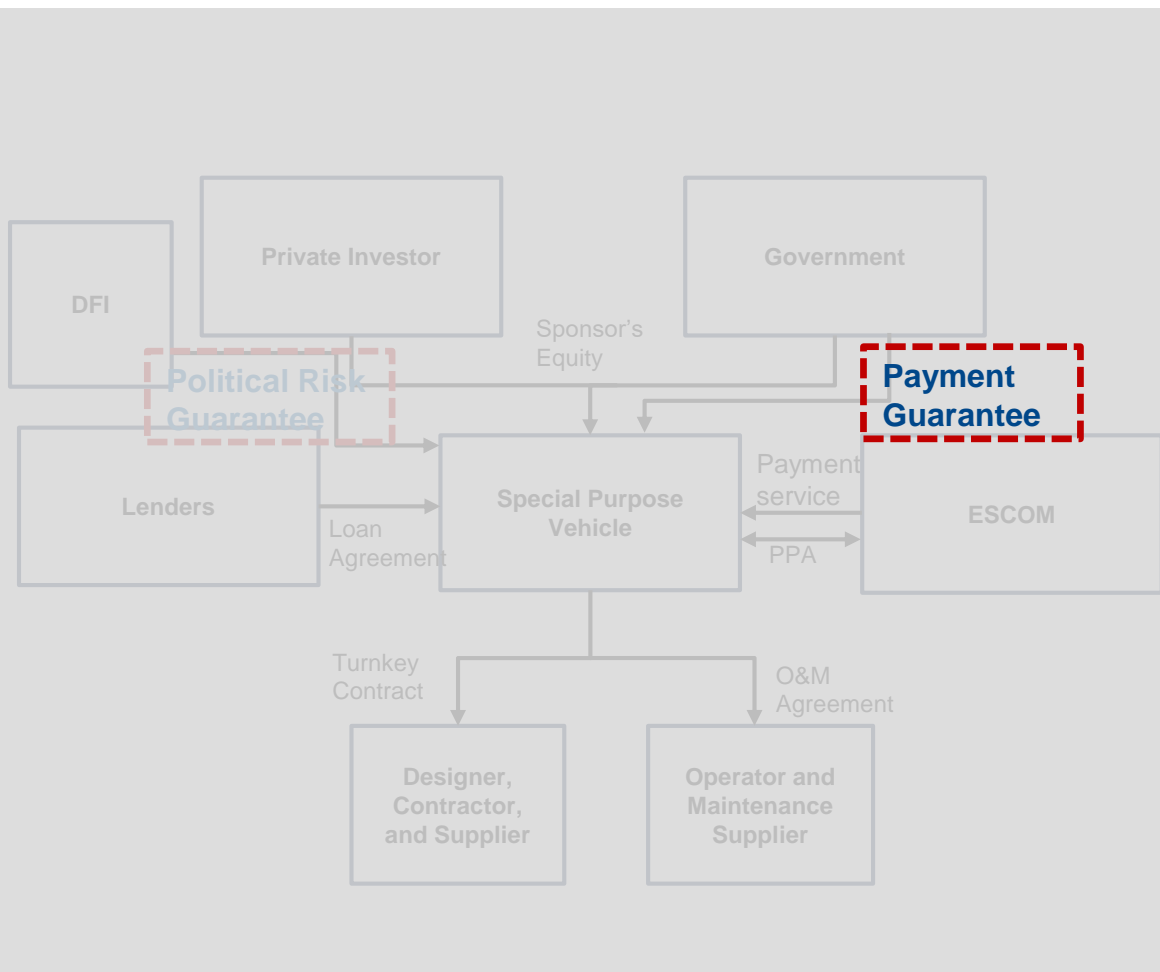 Private Investor
Government
DFI
Sponsor's
Equity
Political Risk
Guarantee
Payment
Guarantee
Lenders
Loan
Agreement
Special Purpose
Vehicle
Payment
service
PPA
ESCOM
Turnkey
Contract
O&M
Agreement
Designer,
Contractor,
and Supplier
Operator and
Maintenance
Supplier